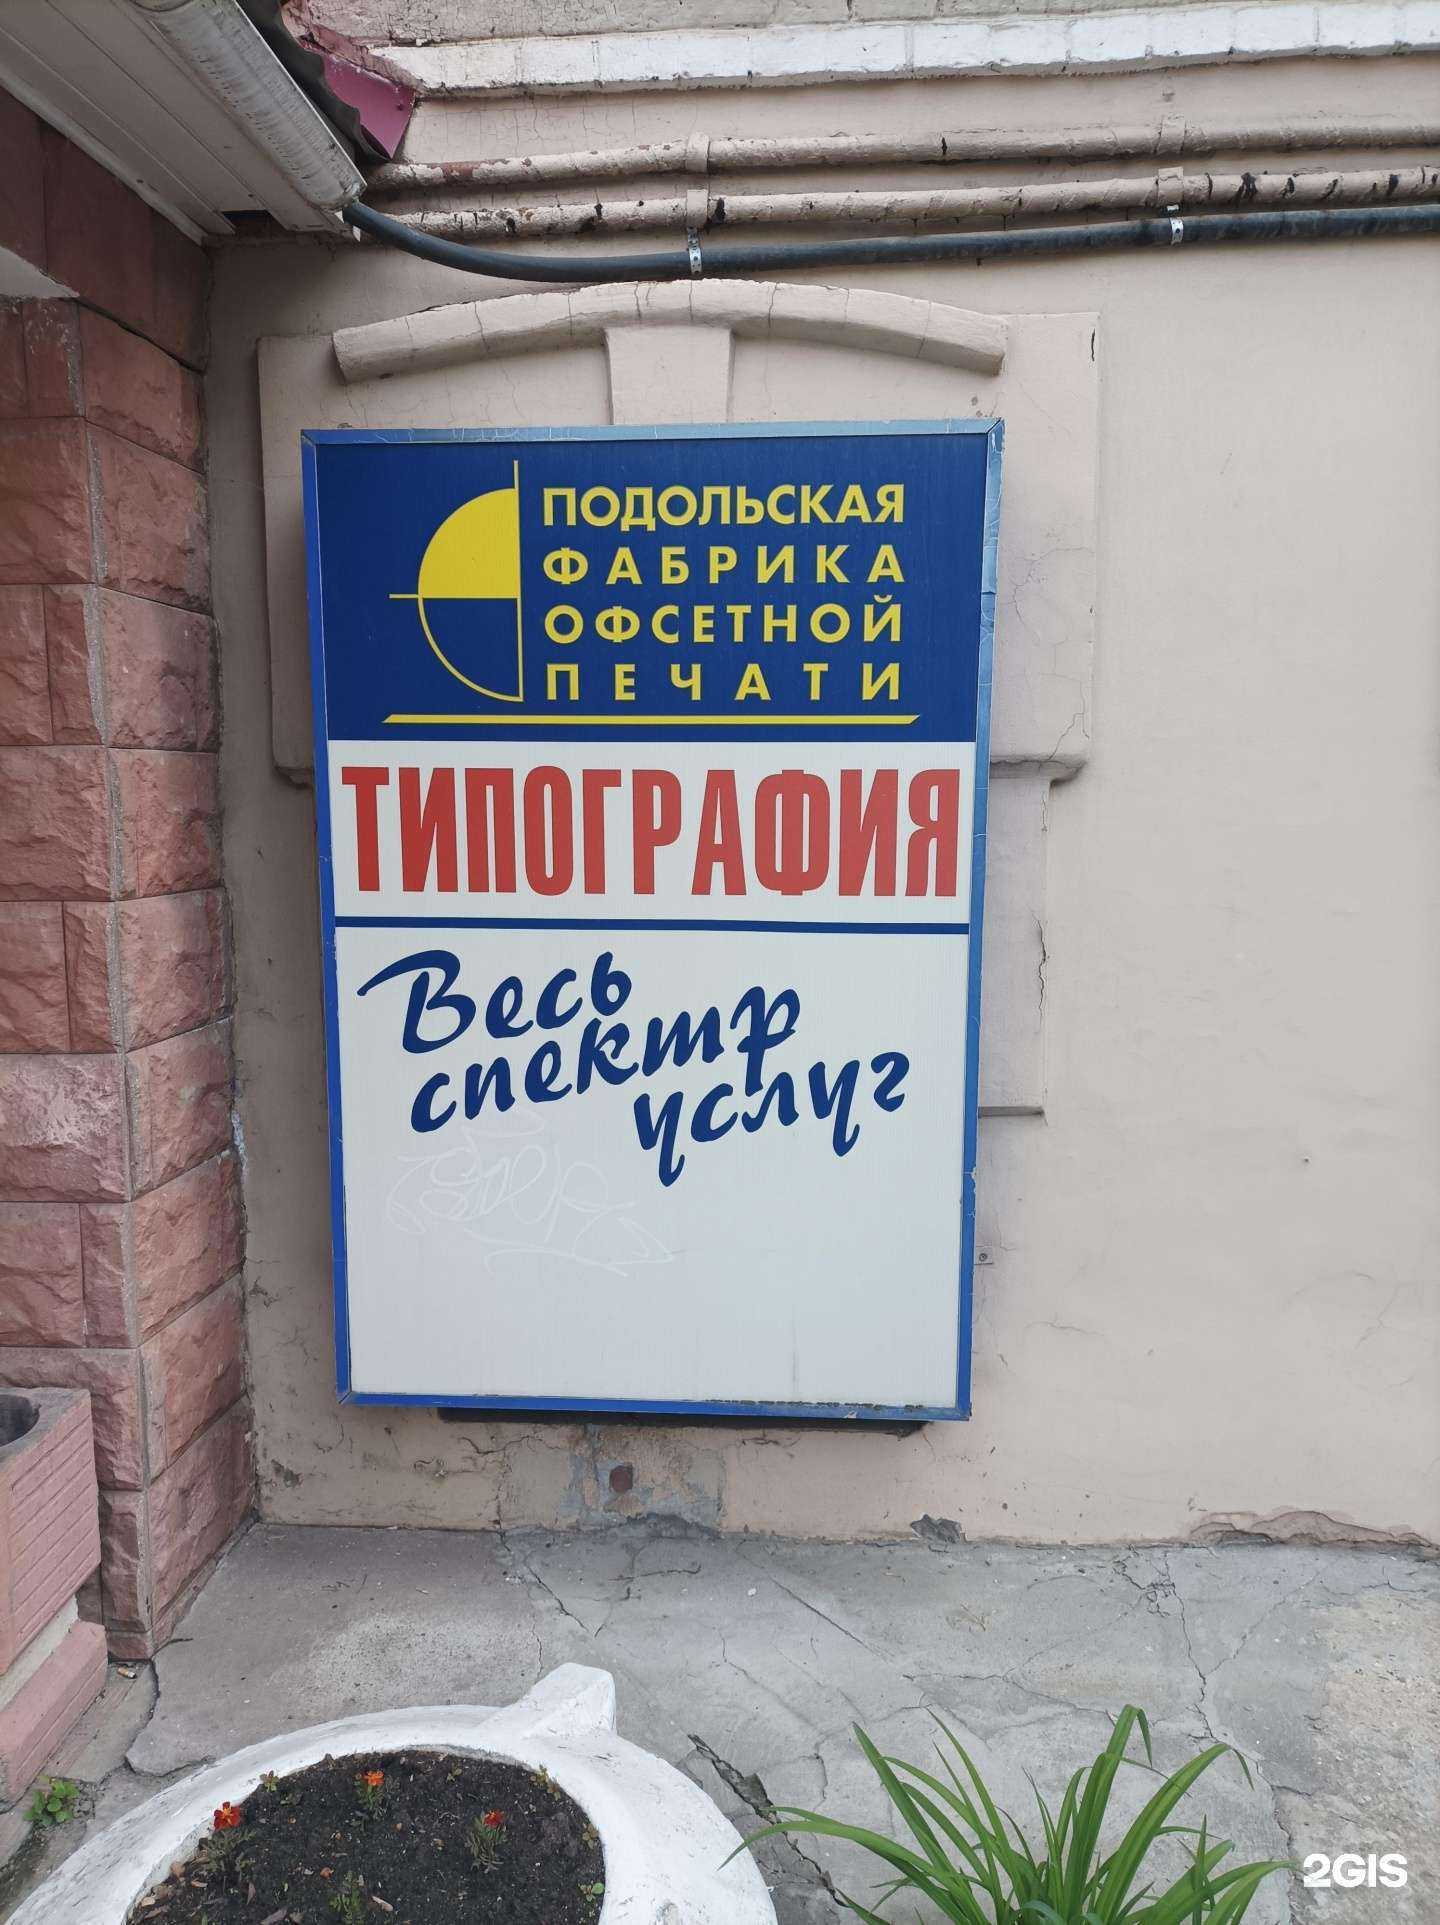 ПОДОЛЬСКАЯ
ФАБРИКА
ОФСЕТНОЙ
ПЕЧАТИ
ТИПОГРАФИЯ
Весь
спектр
услуг
2GIS